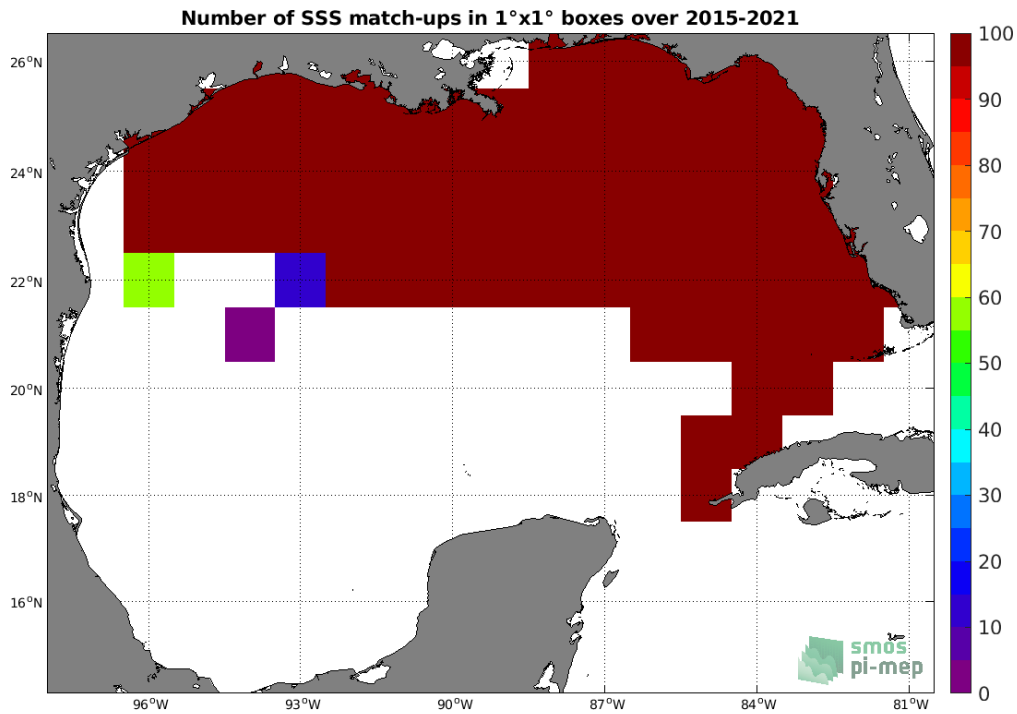 Number of SSS match-ups in 1°x1° boxes over 2015-2021
26°N
24°N
22°N
20°N
18°N
16°N
96°W
93°W
90°W
87°W
84°W
81°W
100
90
80
70
60
50
40
30
20
10
0
smos
pi-mep